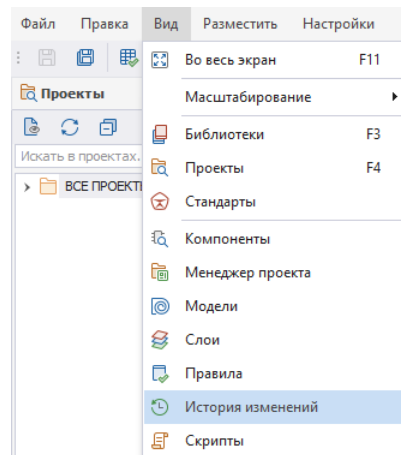 Файл Правка Вид Разместить Настройки
Во весь экран F11
Проекты
Масштабирование
Библиотеки F3
Искать в проектах.
Проекты F4
ВСЕ ПРОЕКТЫ
Стандарты
Компоненты
Менеджер проекта
Модели
Слои
Правила
История изменений
Скрипты